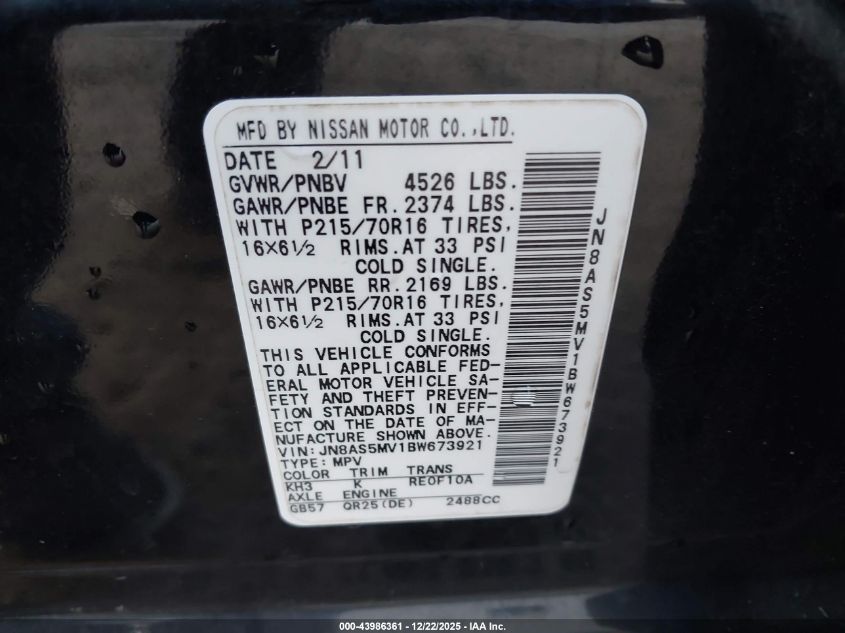 MFD BY NISSAN MOTOR CO.,LTD.
DATE 2/11
GVWR/PNBV 4526 LBS.
GAWR/PNBE FR. 2374 LBS.
WITH P215/70R16 TIRES,
16X6½ RIMS.AT 33 PSI
COLD SINGLE.
GAWR/PNBE RR. 2169 LBS.
WITH P215/70R16 TIRES,
16X6½ RIMS.AT 33 PSI
COLD SINGLE.
THIS VEHICLE CONFORMS
TO ALL APPLICABLE FED-
ERAL MOTOR VEHICLE SA-
FETY AND THEFT PREVEN-
TION STANDARDS IN EFF-
ECT ON THE DATE OF MA-
NUFACTURE SHOWN ABOVE.
VIN: JN8AS5MV1BW673921
TYPE: MPV
COLOR TRIM TRANS
KH3 K RE0F10A
AXLE ENGINE
GB57 QR25(DE) 2488CC
JN8AS5MV1BW673921
000-43986361 - 12/22/2025 - IAA Inc.